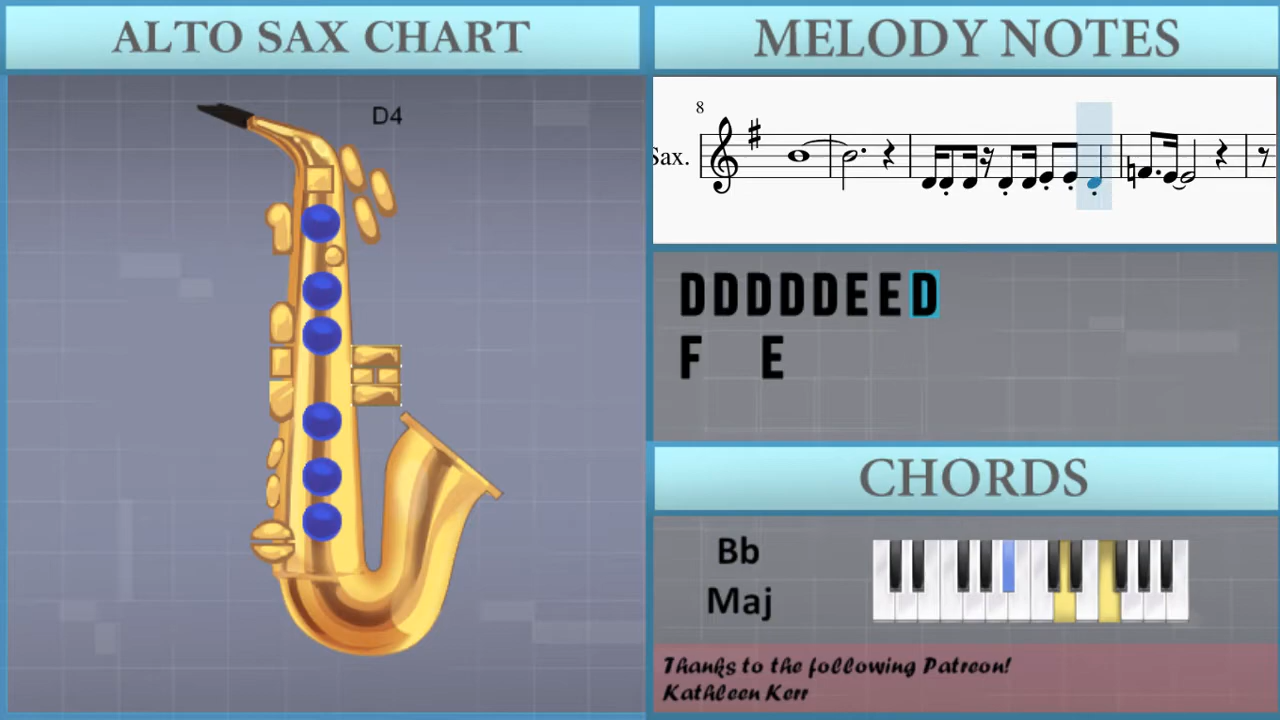 ALTO SAX CHART
D4
MELODY NOTES
8
Sax.
DDDDDEED
F E
CHORDS
Bb
Maj
Thanks to the following Patreon!
Kathleen Kerr